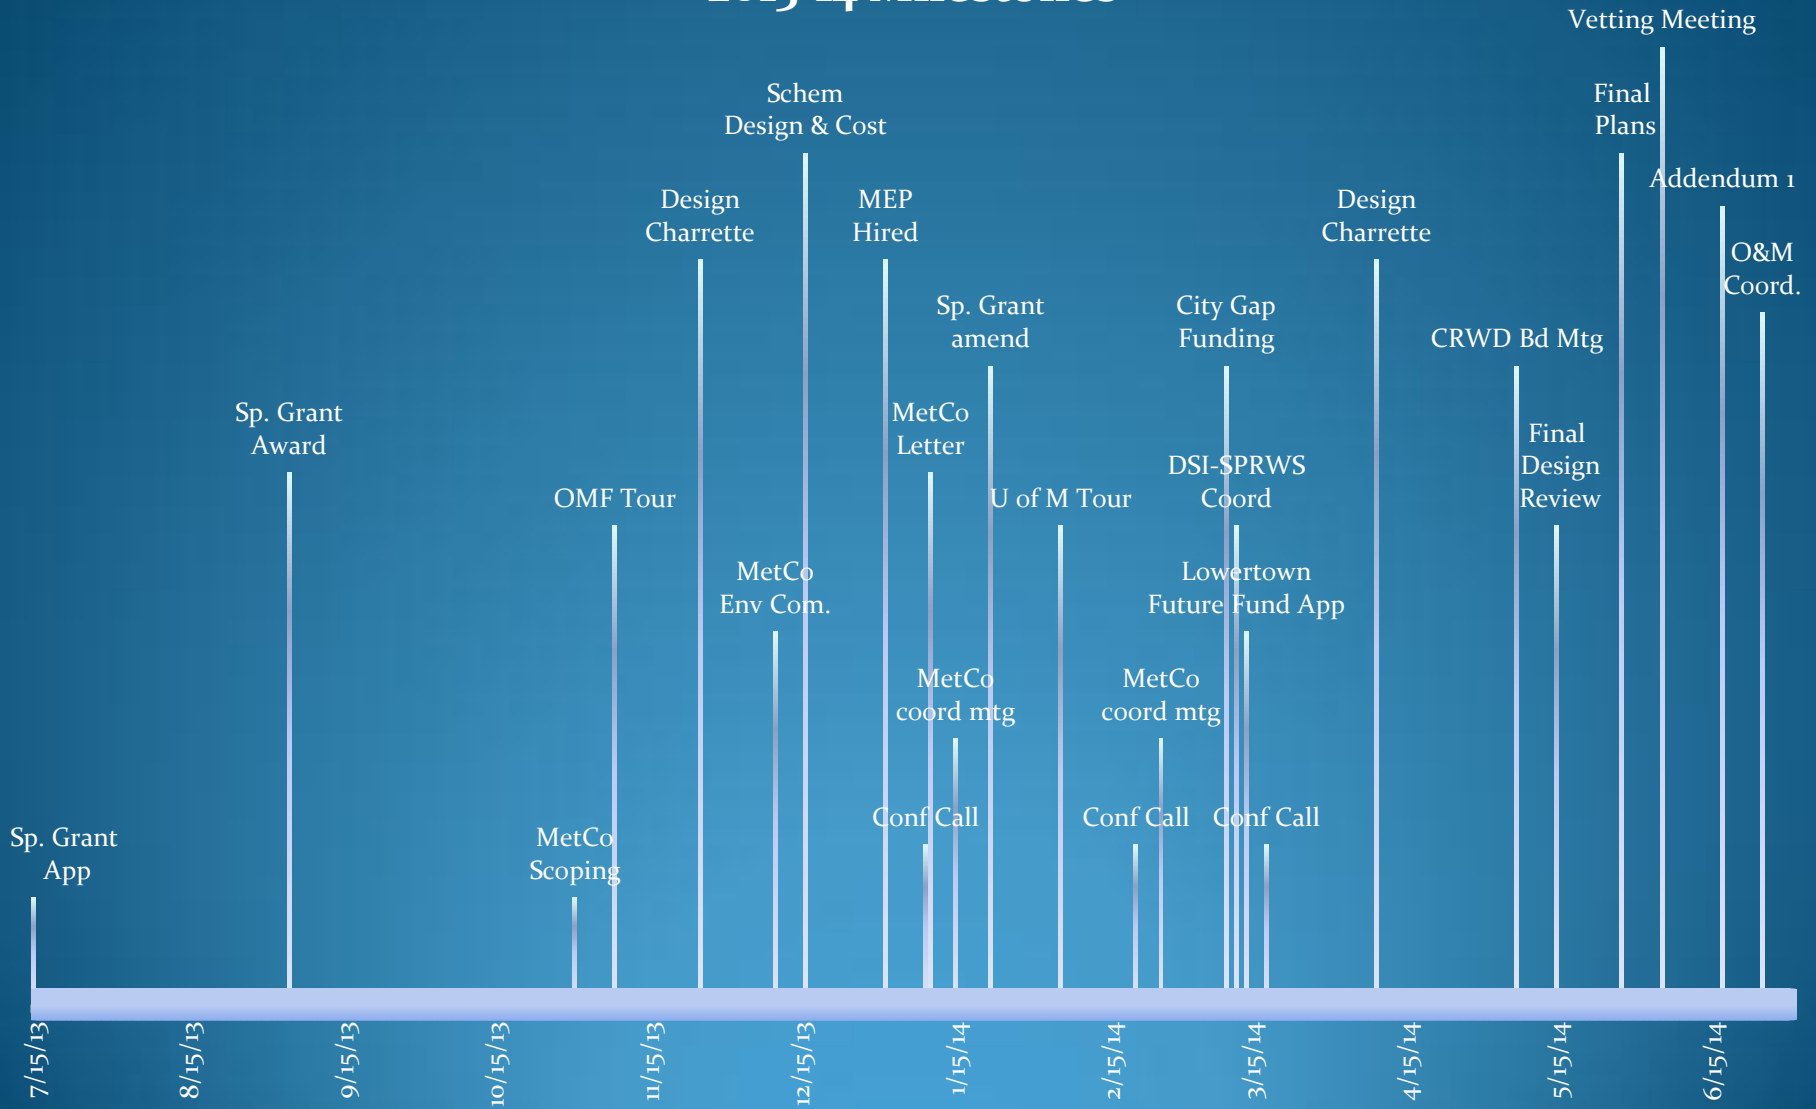 2013-14 Milestones
Vetting Meeting
Schem
Design & Cost
Final
Plans
Addendum 1
Design
Charrette
MEP
Hired
Design
Charrette
O&M
Coord.
Sp. Grant
amend
City Gap
Funding
CRWD Bd Mtg
Sp. Grant
Award
MetCo
Letter
Final
Design
Review
OMF Tour
U of M Tour
DSI-SPRWS
Coord
MetCo
Env Com.
Lowertown
Future Fund App
MetCo
coord mtg
MetCo
coord mtg
Conf Call
Conf Call
Conf Call
Sp. Grant
App
MetCo
Scoping
7/15/13
8/15/13
9/15/13
10/15/13
11/15/13
12/15/13
1/15/14
2/15/14
3/15/14
4/15/14
5/15/14
6/15/14